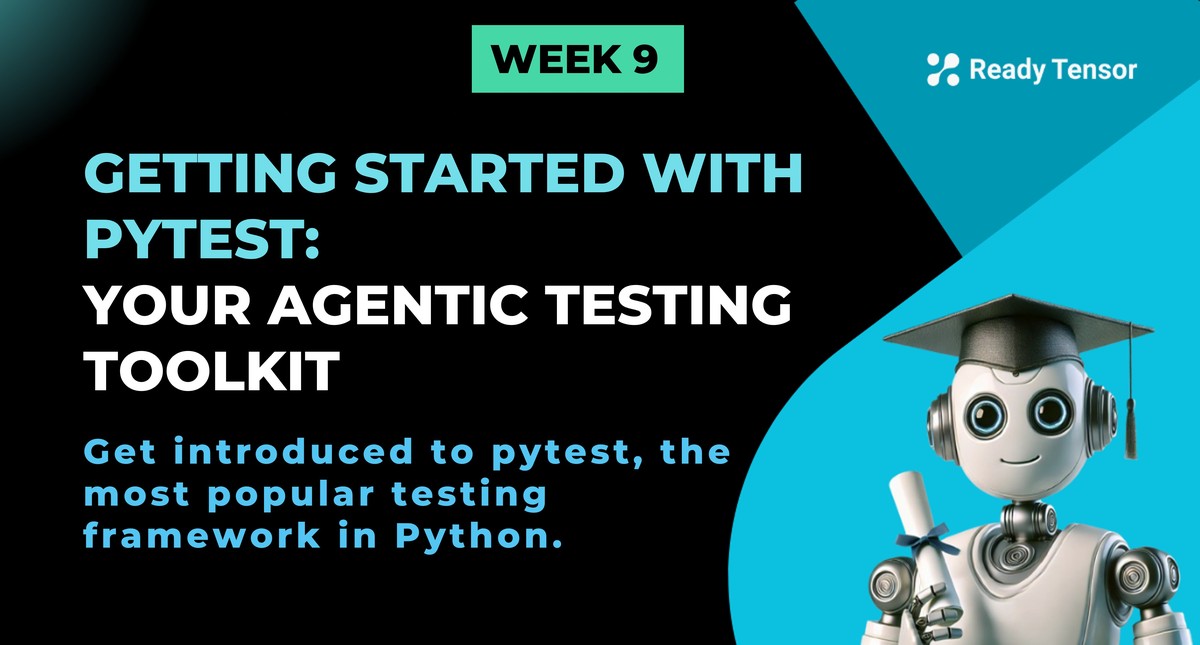 WEEK 9
Ready Tensor
GETTING STARTED WITH
PYTEST:
YOUR AGENTIC TESTING
TOOLKIT
Get introduced to pytest, the
most popular testing
framework in Python.